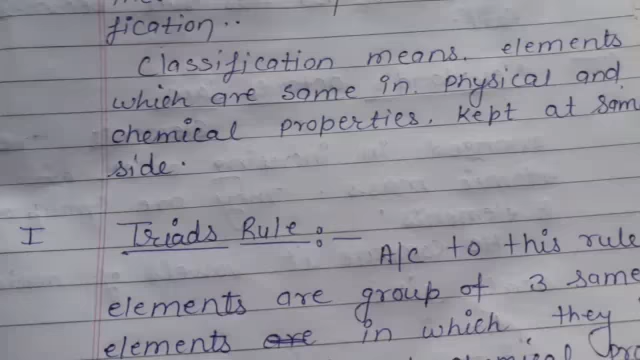 fication..
Classification means. elements
which are same in physical and
chemical properties. kept at sam
side.
I Triads Rule:-
A/c to this rule
elements are group of 3 same
elements are in which they